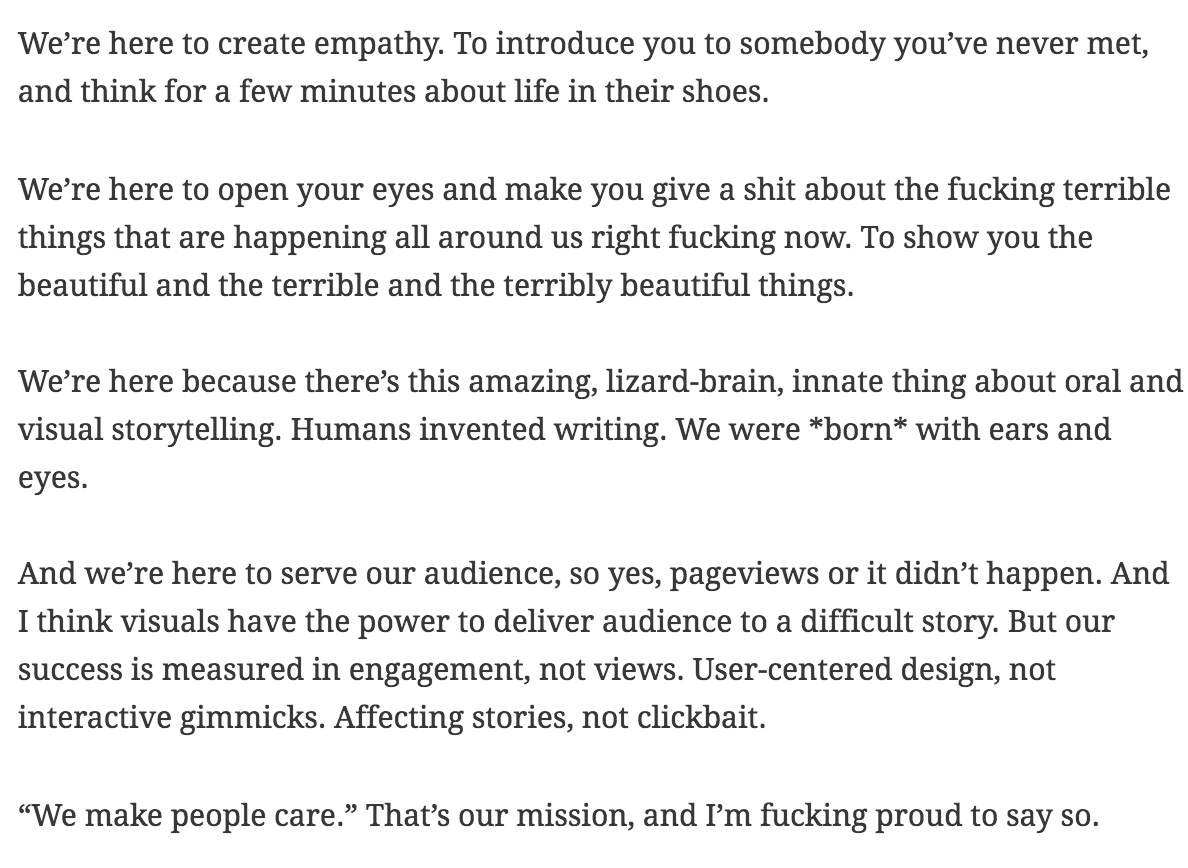 We’re here to create empathy. To introduce you to somebody you’ve never met,
and think for a few minutes about life in their shoes.
We’re here to open your eyes and make you give a shit about the fucking terrible
things that are happening all around us right fucking now. To show you the
beautiful and the terrible and the terribly beautiful things.
We’re here because there’s this amazing, lizard-brain, innate thing about oral and
visual storytelling. Humans invented writing. We were *born* with ears and
eyes.
And we’re here to serve our audience, so yes, pageviews or it didn’t happen. And
I think visuals have the power to deliver audience to a difficult story. But our
success is measured in engagement, not views. User-centered design, not
interactive gimmicks. Affecting stories, not clickbait.
“We make people care.” That’s our mission, and I’m fucking proud to say so.